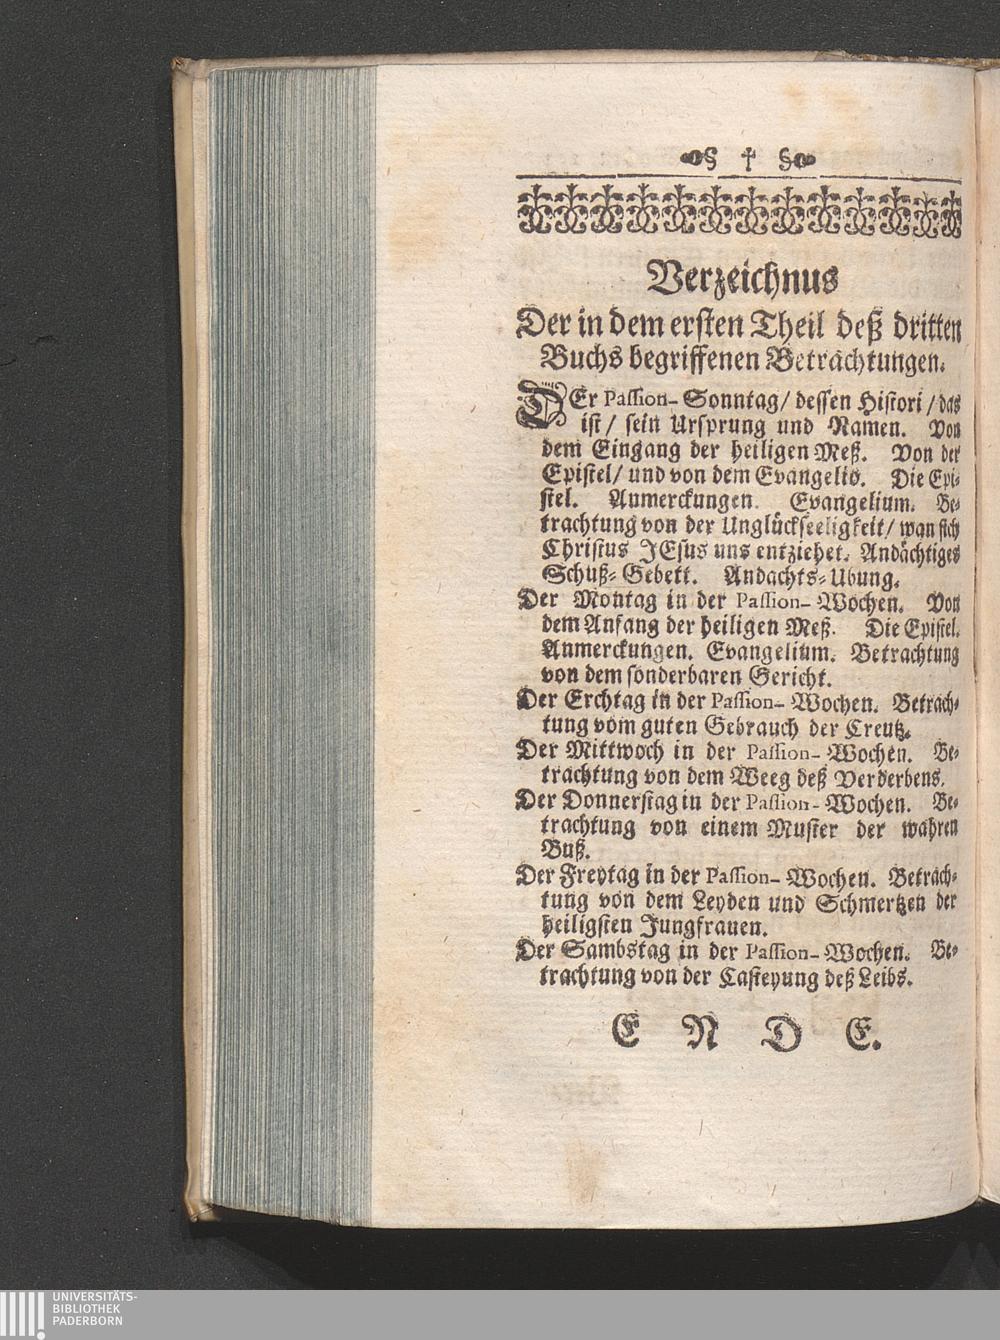 § † §
Verzeichnus
Der in dem ersten Theil deß dritten
Buchs begriffenen Betrachtungen.
DEr Passion-Sonntag/ dessen Histori/ das
ist/ sein Ursprung und Namen. Von
dem Eingang der heiligen Meß. Von der
Epistel/ und von dem Evangelio. Die Epi-
stel. Anmerckungen. Evangelium. Be-
trachtung von der Unglückseeligkeit/ wan sich
Christus JEsus uns entziehet. Andächtiges
Schuß-Gebett. Andachts-Ubung.
Der Montag in der Passion-Wochen. Von
dem Anfang der heiligen Meß. Die Epistel.
Anmerckungen. Evangelium. Betrachtung
von dem sonderbaren Gericht.
Der Erchtag in der Passion-Wochen. Betrach-
tung vom guten Gebrauch der Creutz.
Der Mittwoch in der Passion-Wochen. Be-
trachtung von dem Weeg deß Verderbens.
Der Donnerstag in der Passion-Wochen. Be-
trachtung von einem Muster der wahren
Buß.
Der Freytag in der Passion-Wochen. Betrach-
tung von dem Leyden und Schmertzen der
heiligsten Jungfrauen.
Der Sambstag in der Passion-Wochen. Be-
trachtung von der Casteyung deß Leibs.
E N D E.
UNIVERSITÄTS-
BIBLIOTHEK
PADERBORN